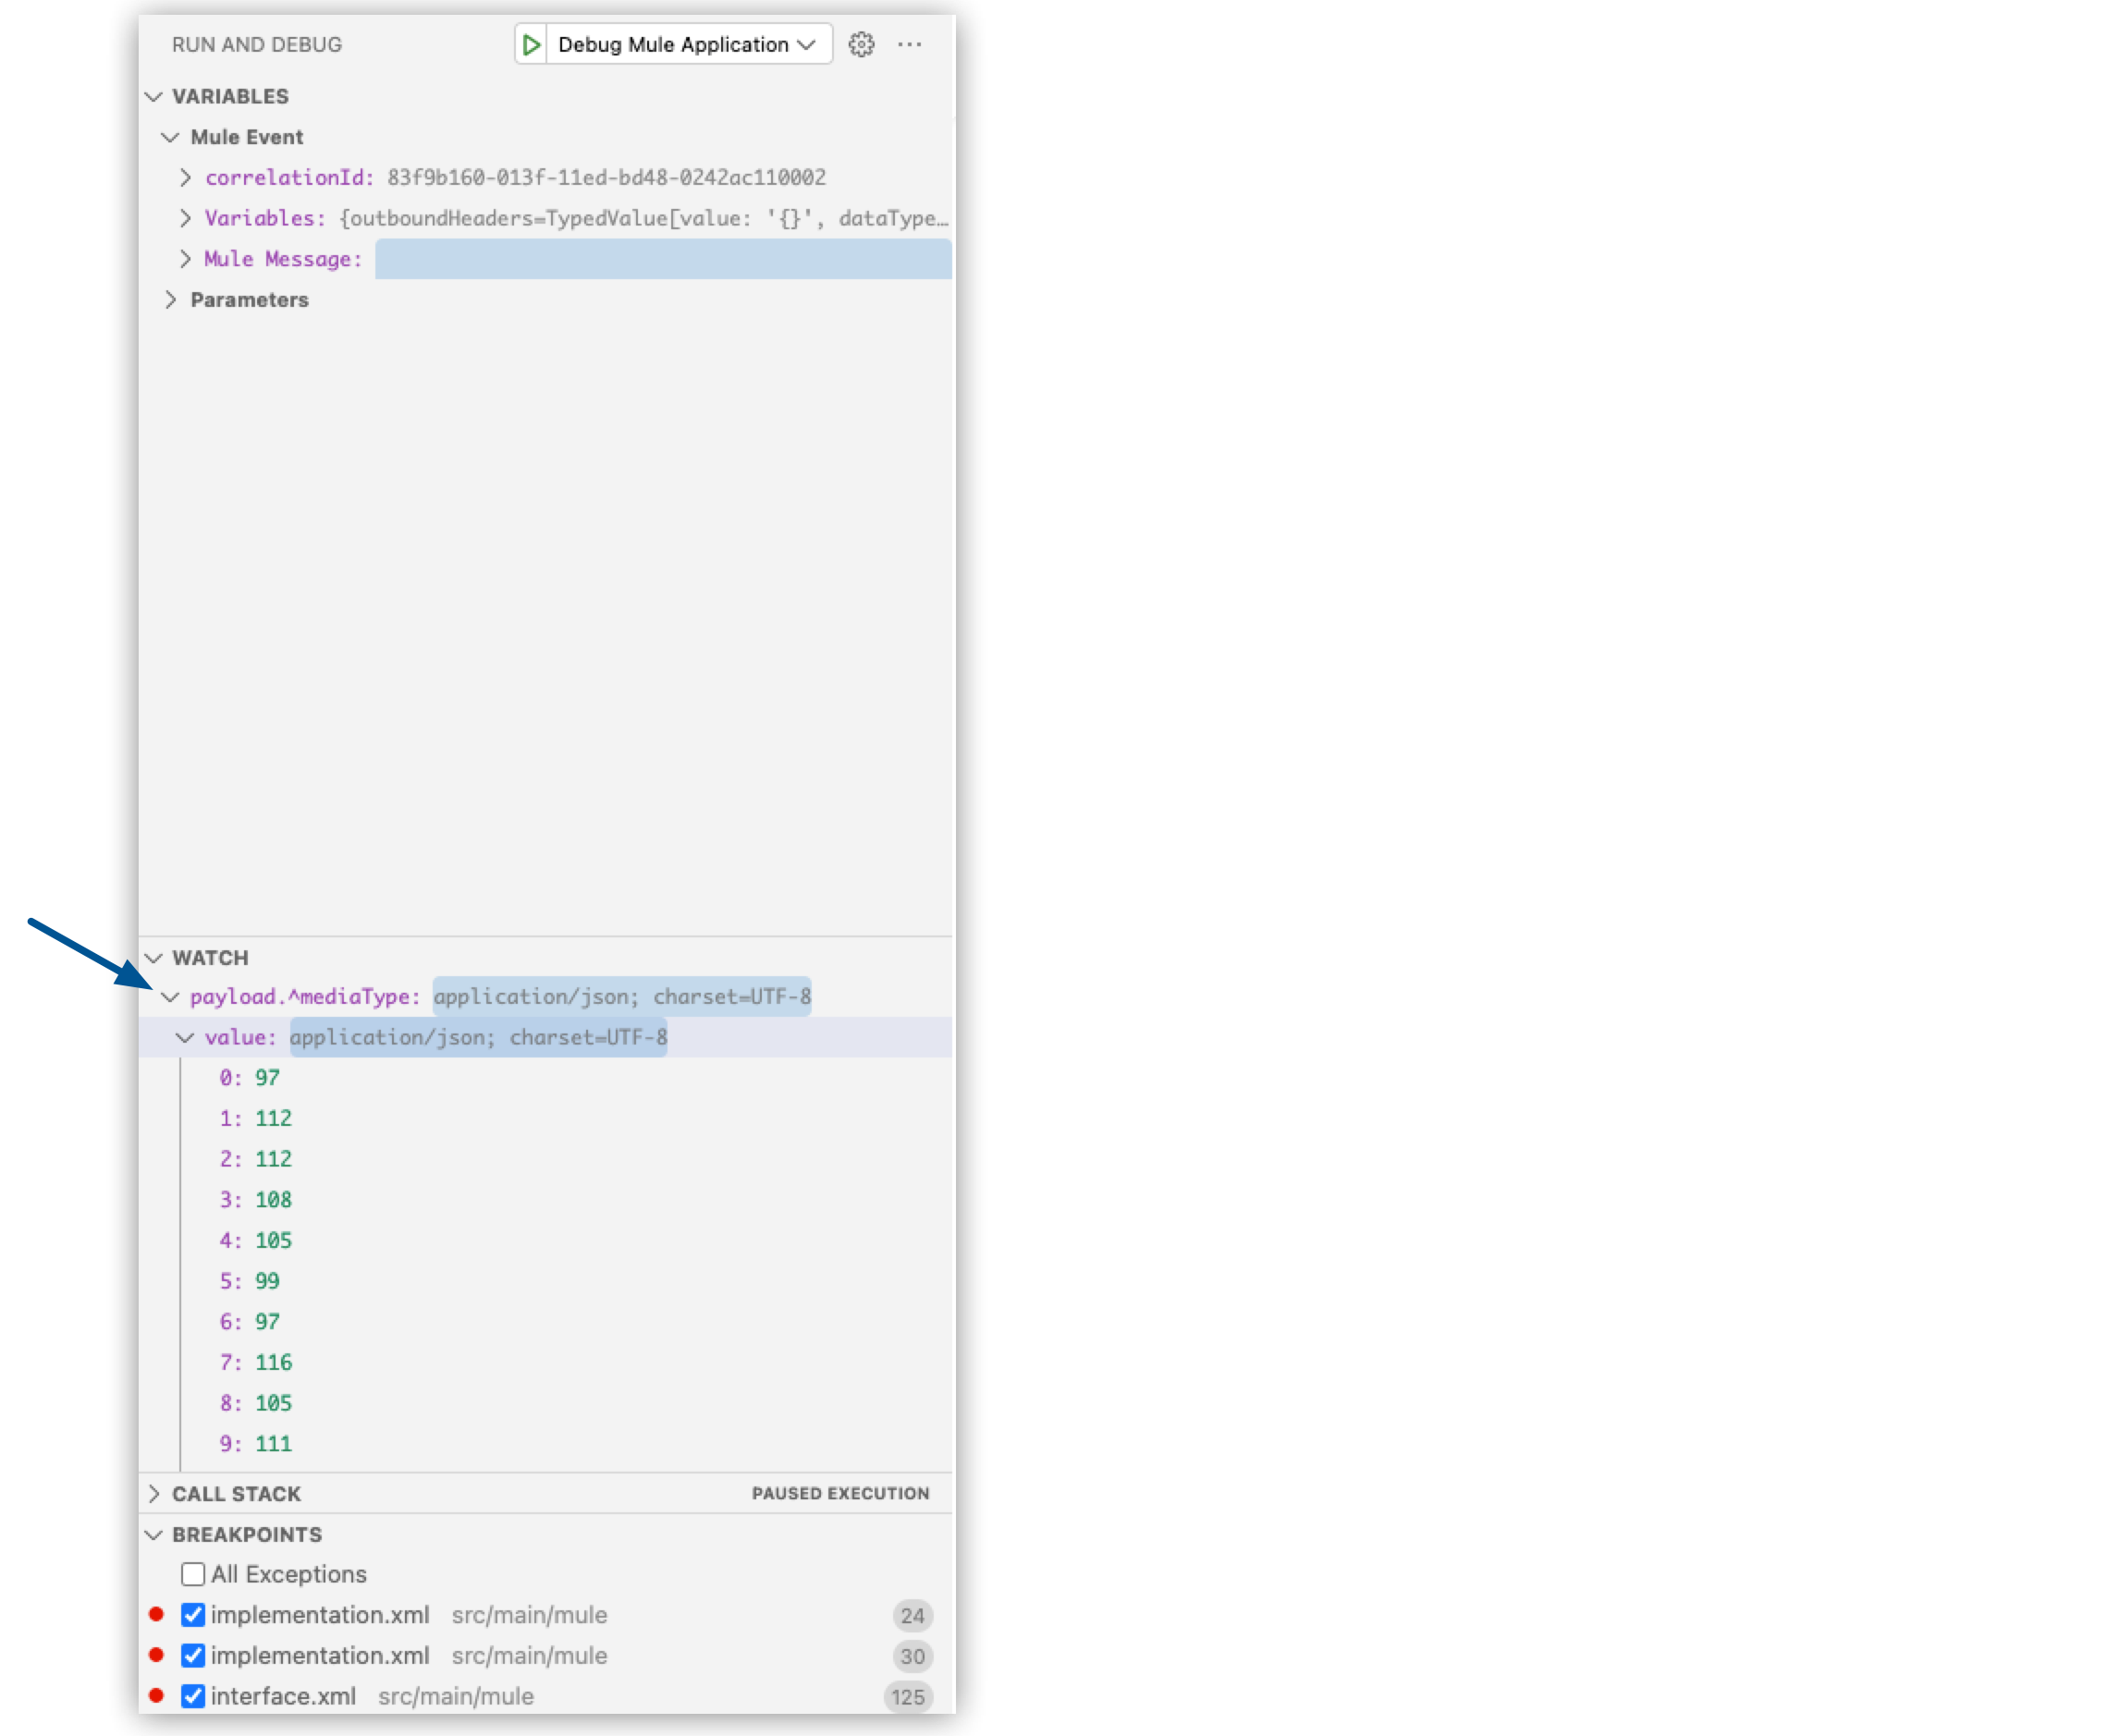 RUN AND DEBUG Debug Mule Application ···
VARIABLES
Mule Event
correlationId: 83f9b160-013f-11ed-bd48-0242ac110002
Variables: {outboundHeaders=TypedValue[value: '{}', dataType…
Mule Message:
Parameters
WATCH
payload.^mediaType: application/json; charset=UTF-8
value: application/json; charset=UTF-8
0: 97
1: 112
2: 112
3: 108
4: 105
5: 99
6: 97
7: 116
8: 105
9: 111
CALL STACK PAUSED EXECUTION
BREAKPOINTS
All Exceptions
implementation.xml src/main/mule 24
implementation.xml src/main/mule 30
interface.xml src/main/mule 125